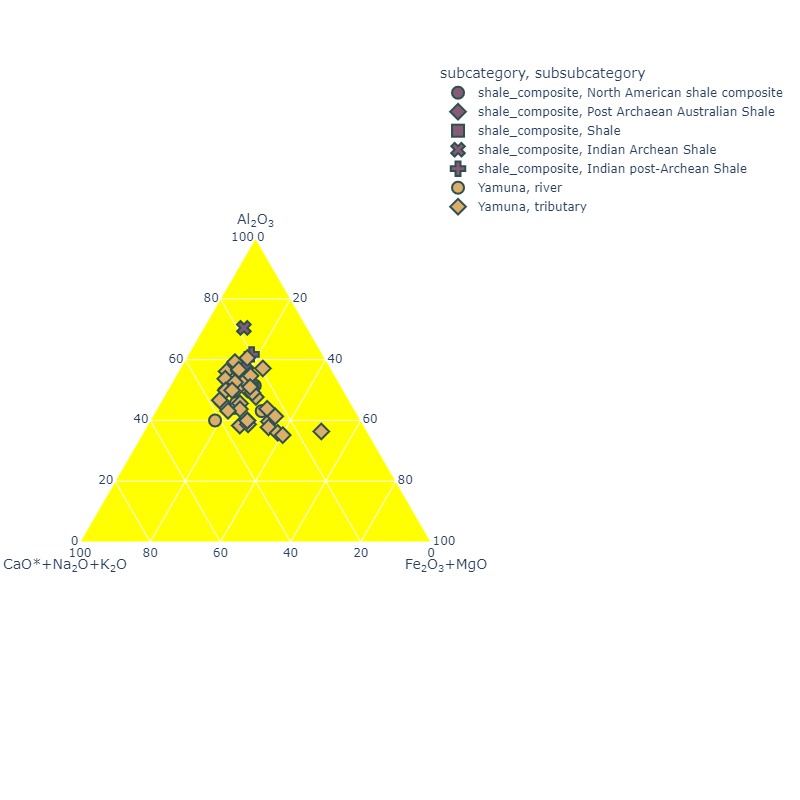 subcategory, subsubcategory
shale_composite, North American shale composite
shale_composite, Post Archaean Australian Shale
shale_composite, Shale
shale_composite, Indian Archean Shale
shale_composite, Indian post-Archean Shale
Yamuna, river
Yamuna, tributary
Al₂O₃
100 0
80 20
60 40
40 60
20 80
0 100
100 80 60 40 20 0
CaO*+Na₂O+K₂O Fe₂O₃+MgO